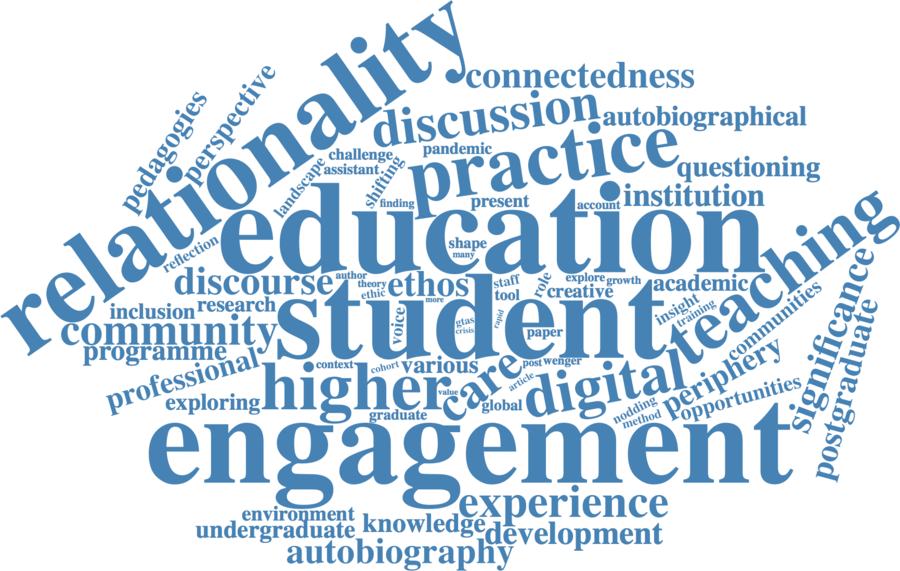 relationality
connectedness
pedagogies
perspective
discussion
autobiographical
landscape
challenge
assistant
shifting
pandemic
practice
questioning
finding
present
account
institution
reflection
education
shape
many
teaching
discourse
author
theory
ethic
ethos
more
staff
tool
role
explore
growth
creative
academic
inclusion
research
community
programme
student
voice
gtas
crisis
rapid
paper
insight
training
communities
significance
postgraduate
professional
exploring
context
cohort
various
higher
value
graduate
care
post
wenger
article
global
digital
periphery
nodding
method
opportunities
engagement
environment
undergraduate
knowledge
experience
development
autobiography